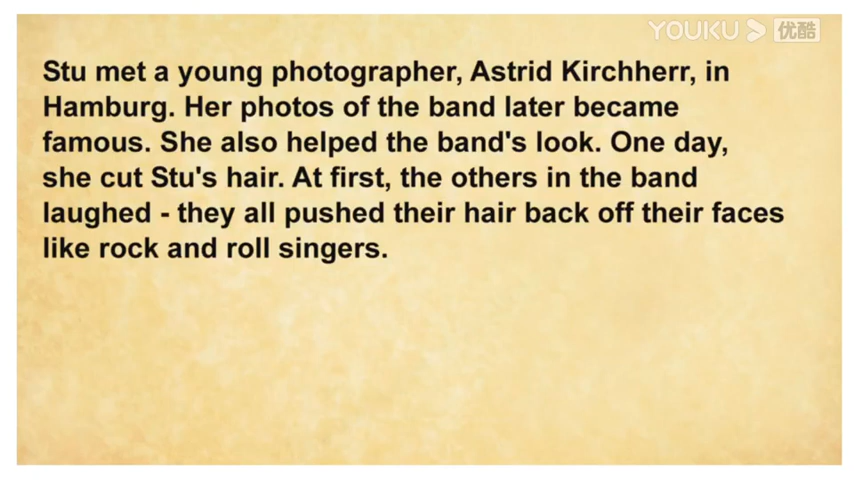 YOUKU 优酷
Stu met a young photographer, Astrid Kirchherr, in
Hamburg. Her photos of the band later became
famous. She also helped the band's look. One day,
she cut Stu's hair. At first, the others in the band
laughed - they all pushed their hair back off their faces
like rock and roll singers.